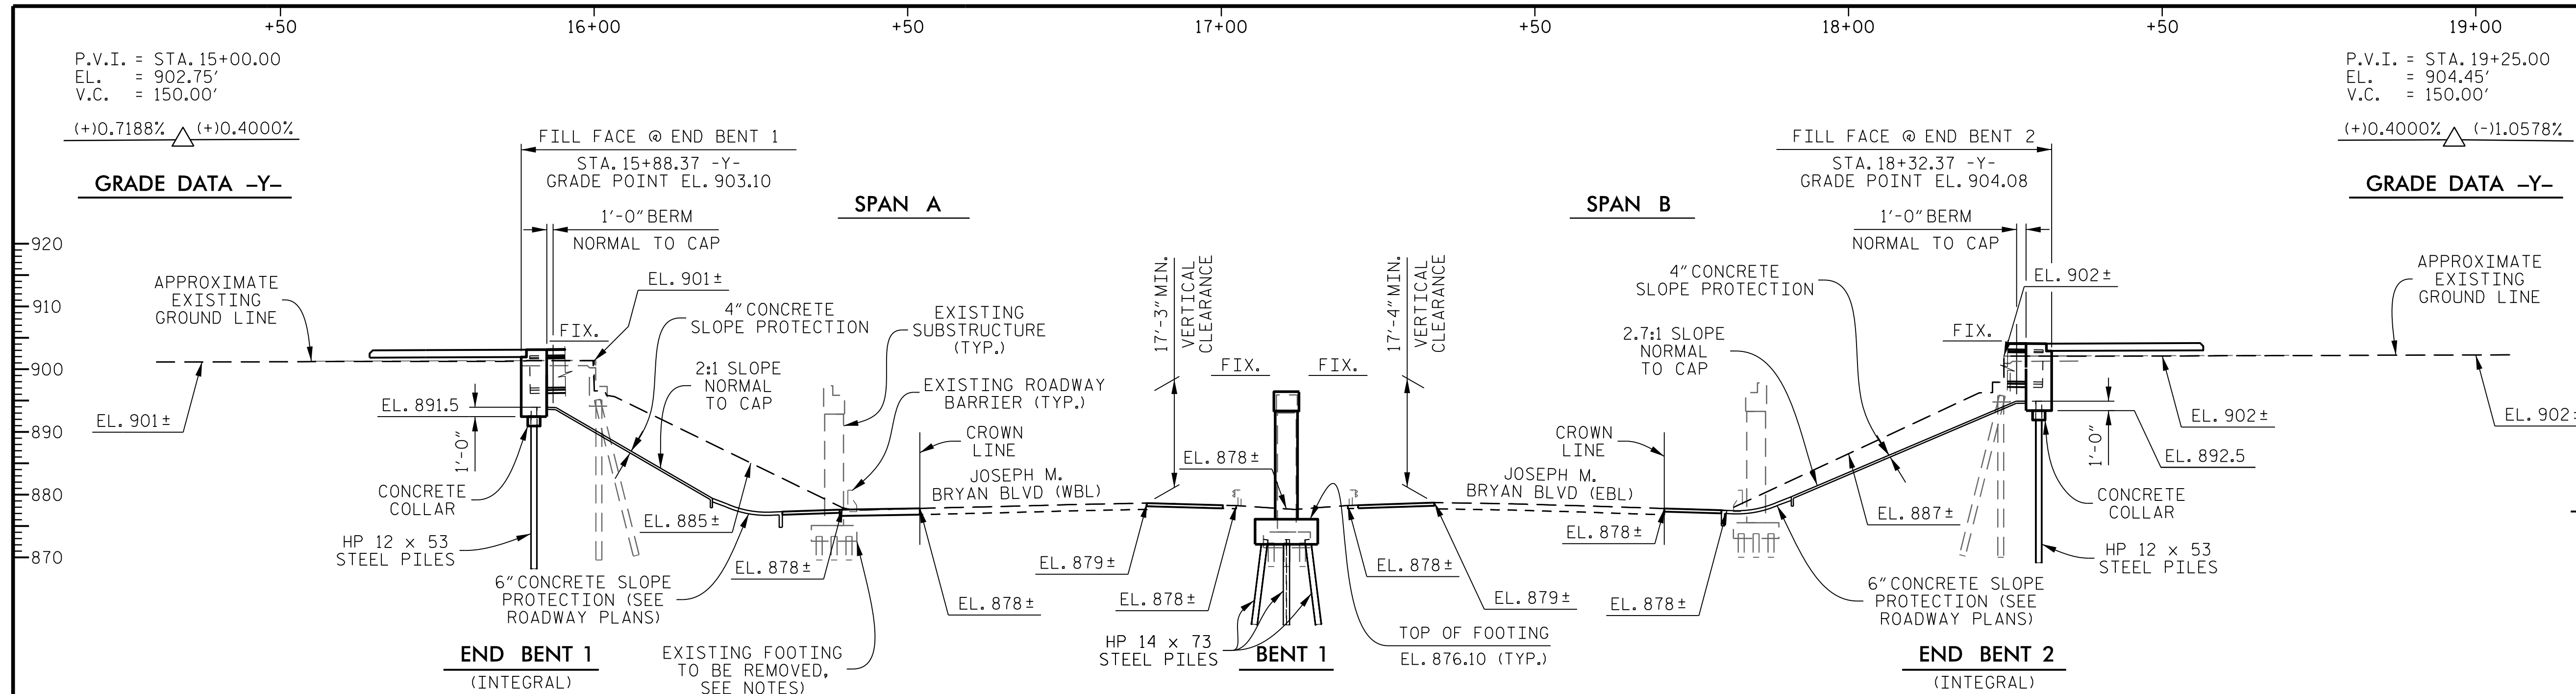 +50
16+00
+50
17+00
+50
18+00
+50
19+00
P.V.I. = STA. 15+00.00
EL. = 902.75'
V.C. = 150.00'
(+)0.7188% (+)0.4000%
GRADE DATA -Y-
FILL FACE @ END BENT 1
STA. 15+88.37 -Y-
GRADE POINT EL. 903.10
1'-0" BERM
NORMAL TO CAP
SPAN A
SPAN B
FILL FACE @ END BENT 2
STA. 18+32.37 -Y-
GRADE POINT EL. 904.08
1'-0" BERM
NORMAL TO CAP
P.V.I. = STA. 19+25.00
EL. = 904.45'
V.C. = 150.00'
(+)0.4000% (-)1.0578%
GRADE DATA -Y-
920
910
900
890
880
870
APPROXIMATE
EXISTING
GROUND LINE
EL. 901±
EL. 901±
FIX.
4" CONCRETE
SLOPE PROTECTION
2:1 SLOPE
NORMAL
TO CAP
EXISTING
SUBSTRUCTURE
(TYP.)
EXISTING ROADWAY
BARRIER (TYP.)
EL. 891.5
1'-0"
CONCRETE
COLLAR
HP 12 x 53
STEEL PILES
EL. 885±
6" CONCRETE SLOPE
PROTECTION (SEE
ROADWAY PLANS)
END BENT 1
(INTEGRAL)
EL. 878±
EXISTING FOOTING
TO BE REMOVED,
SEE NOTES)
CROWN
LINE
JOSEPH M.
BRYAN BLVD (WBL)
EL. 878±
17'-3" MIN.
VERTICAL
CLEARANCE
FIX.
FIX.
17'-4" MIN.
VERTICAL
CLEARANCE
EL. 878±
EL. 879±
EL. 878±
HP 14 x 73
STEEL PILES
BENT 1
TOP OF FOOTING
EL. 876.10 (TYP.)
EL. 878±
EL. 879±
CROWN
LINE
JOSEPH M.
BRYAN BLVD (EBL)
EL. 878±
EL. 878±
4" CONCRETE
SLOPE PROTECTION
2.7:1 SLOPE
NORMAL
TO CAP
FIX.
EL. 902±
APPROXIMATE
EXISTING
GROUND LINE
EL. 902±
EL. 902±
1'-0"
EL. 892.5
EL. 887±
CONCRETE
COLLAR
HP 12 x 53
STEEL PILES
6" CONCRETE SLOPE
PROTECTION (SEE
ROADWAY PLANS)
END BENT 2
(INTEGRAL)